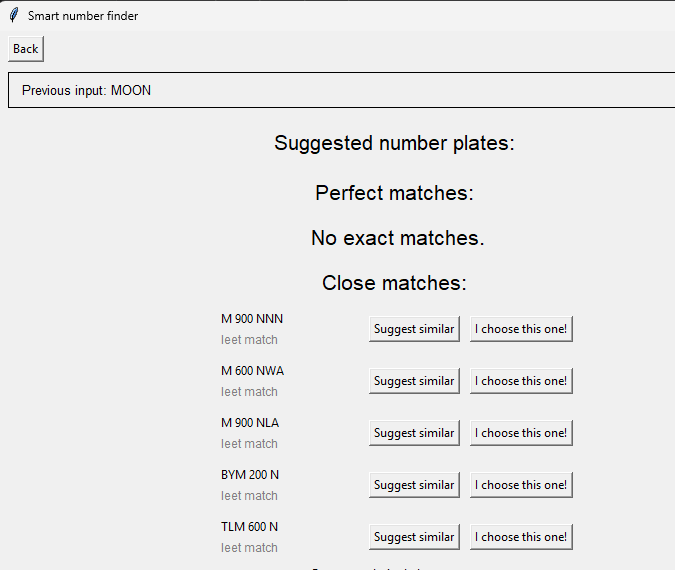 Smart number finder
Back
Previous input: MOON
Suggested number plates:
Perfect matches:
No exact matches.
Close matches:
M 900 NNN
leet match
Suggest similar
I choose this one!
M 600 NWA
leet match
Suggest similar
I choose this one!
M 900 NLA
leet match
Suggest similar
I choose this one!
BYM 200 N
leet match
Suggest similar
I choose this one!
TLM 600 N
leet match
Suggest similar
I choose this one!